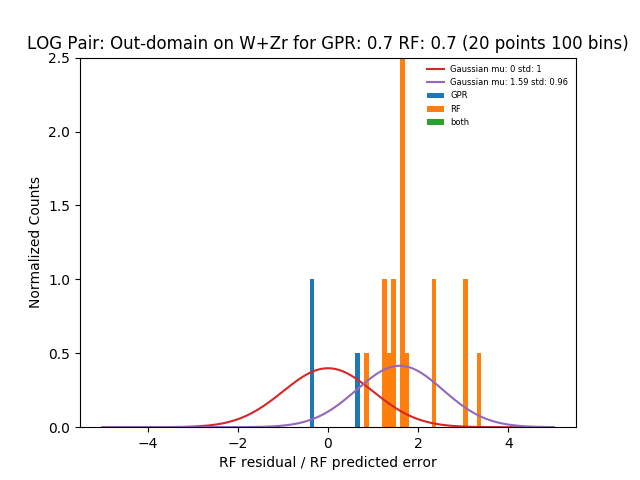 LOG Pair: Out-domain on W+Zr for GPR: 0.7 RF: 0.7 (20 points 100 bins)
Gaussian mu: 0 std: 1
Gaussian mu: 1.59 std: 0.96
GPR
RF
both
Normalized Counts
2.5
2.0
1.5
1.0
0.5
0.0
−4
−2
0
2
4
RF residual / RF predicted error